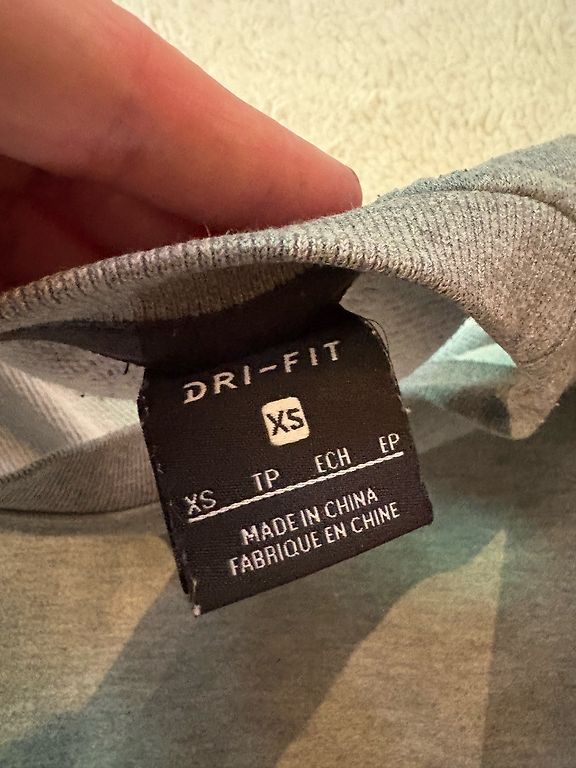 DRI-FIT
XS
XS TP ECH EP
MADE IN CHINA
FABRIQUE EN CHINE